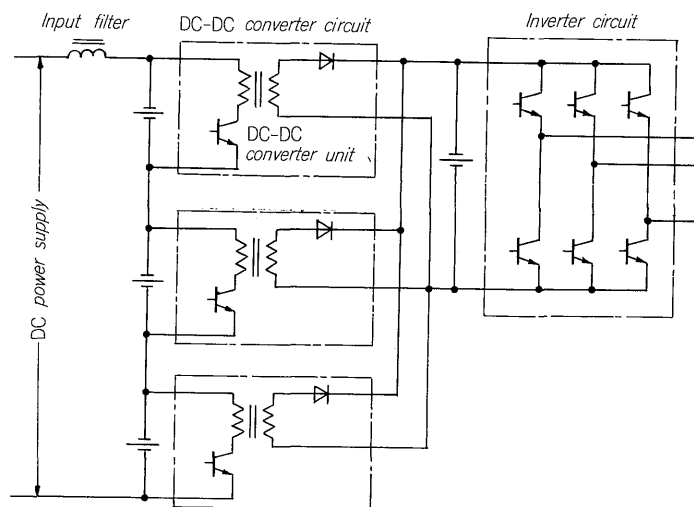 Input filter
DC-DC converter circuit
Inverter circuit
DC-DC
converter unit
DC power supply